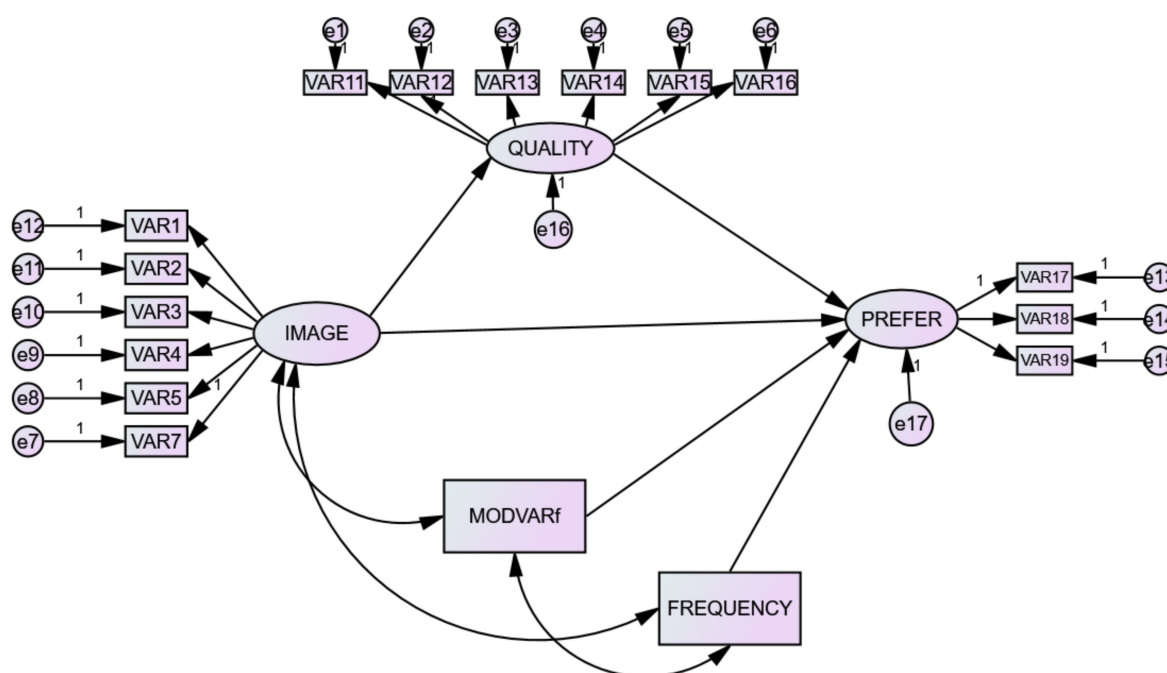 e1 e2 e3 e4 e5 e6
1 1 1 1 1 1
VAR11 VAR12 VAR13 VAR14 VAR15 VAR16
1
QUALITY
1
e16
e12 1 VAR1
e11 1 VAR2
e10 1 VAR3
e9 1 VAR4
e8 1 VAR5
1
e7 1 VAR7
IMAGE
PREFER
1
VAR17 1
VAR18 1
VAR19 1
1
e17
MODVARf
FREQUENCY